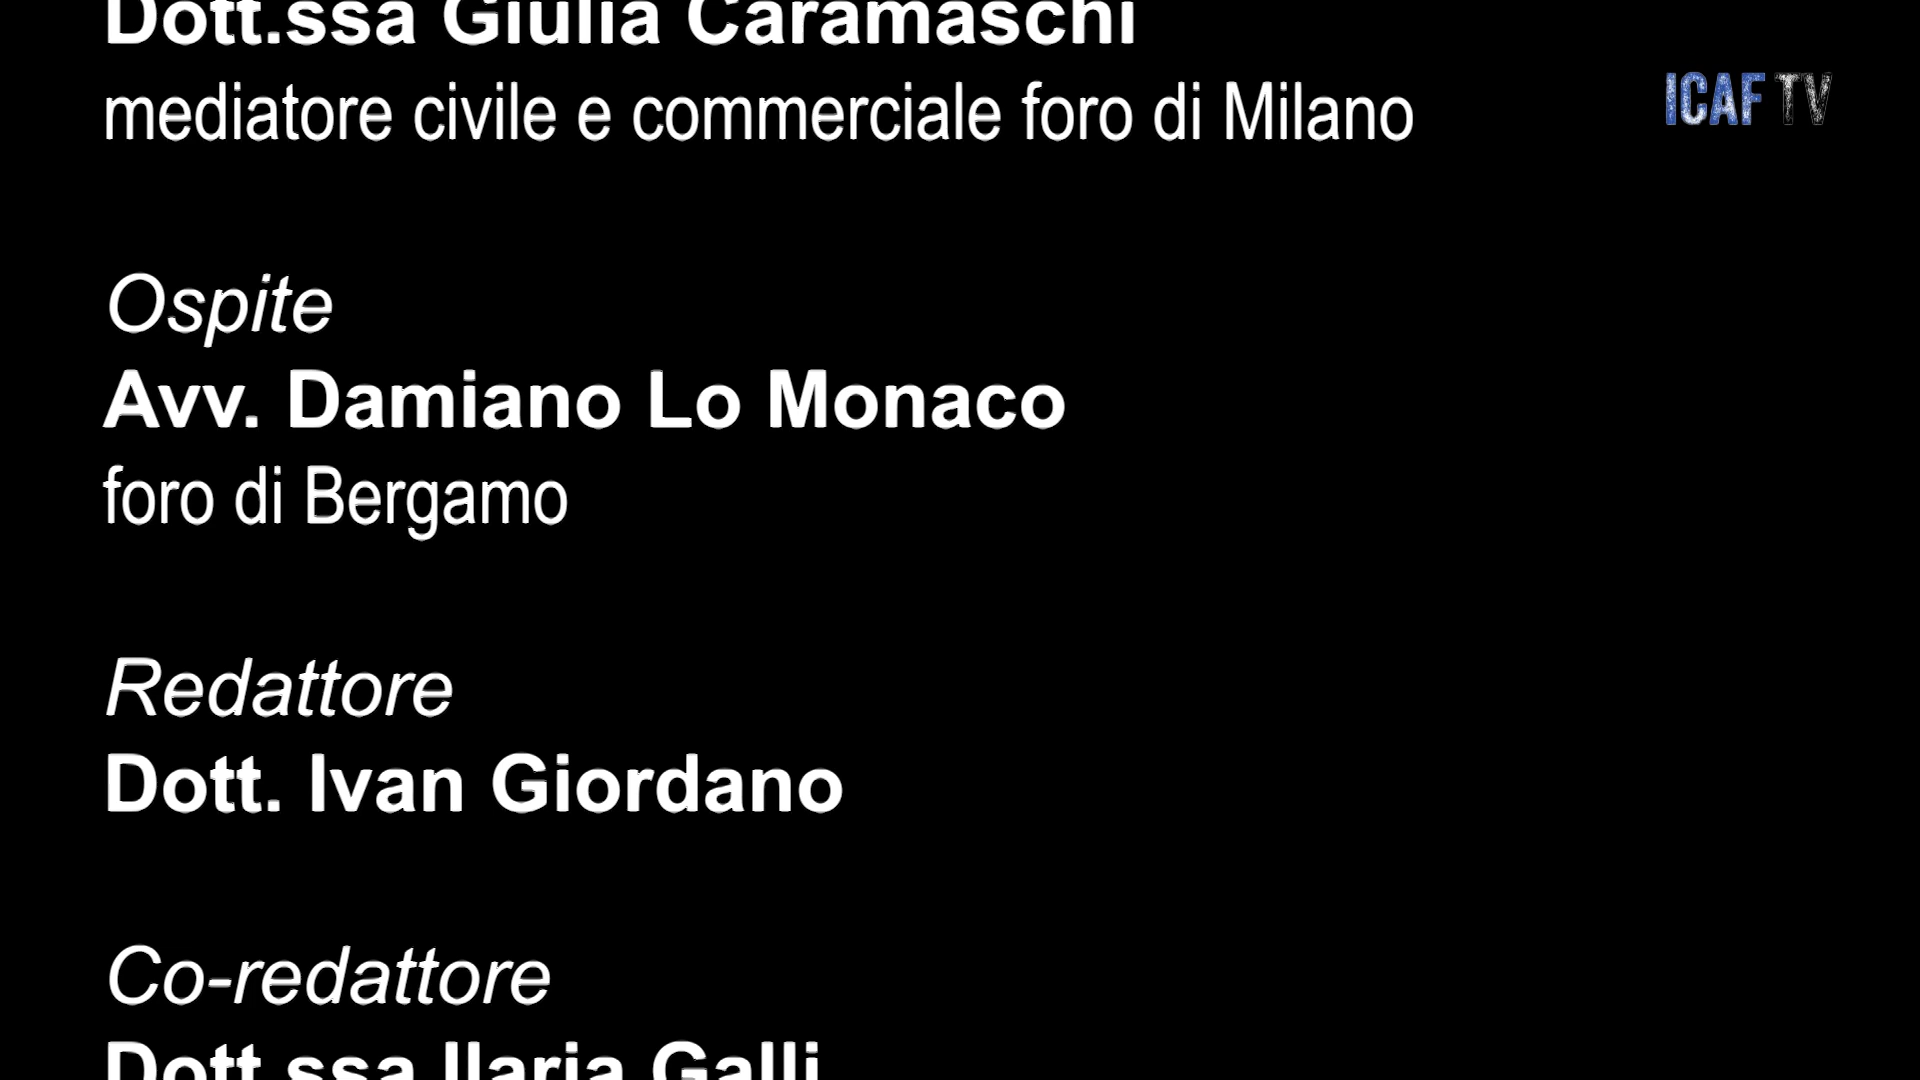 Dott.ssa Giulia Caramaschi
mediatore civile e commerciale foro di Milano
ICAF TV
Ospite
Avv. Damiano Lo Monaco
foro di Bergamo
Redattore
Dott. Ivan Giordano
Co-redattore
Dott.ssa Ilaria Galli